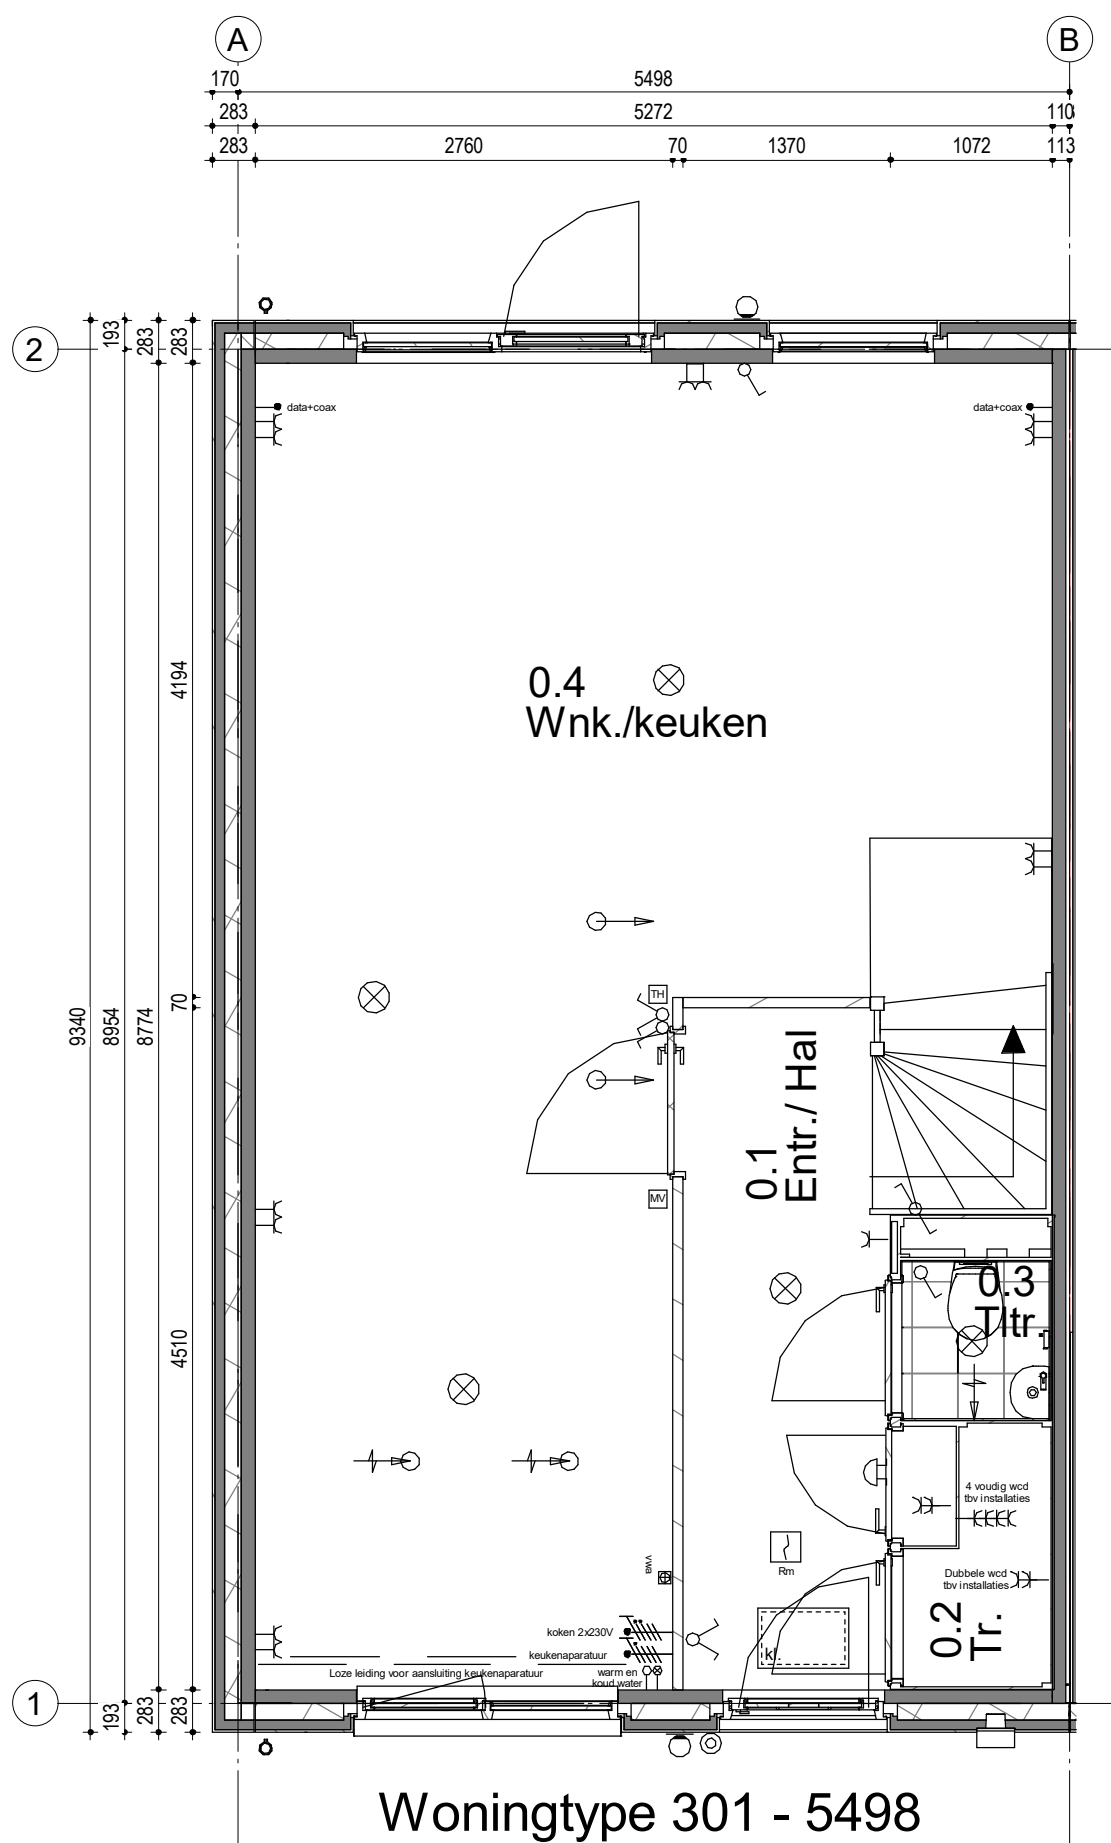 A
B
170
5498
283
5272
110
283
2760
70
1370
1072
113
2
193
283
283
data+coax
data+coax
4194
0.4
Wnk./keuken
TH
70
9340
8954
8774
0.1
Entr./ Hal
MV
0.3
Tltr.
4510
4 voudig wcd
tbv installaties
vwa
Rm
Dubbele wcd
tbv installaties
0.2
Tr.
koken 2x230V
keukenaparatuur
kl.
Loze leiding voor aansluiting keukenaparatuur
warm en
koud water
1
193
283
283
Woningtype 301 - 5498